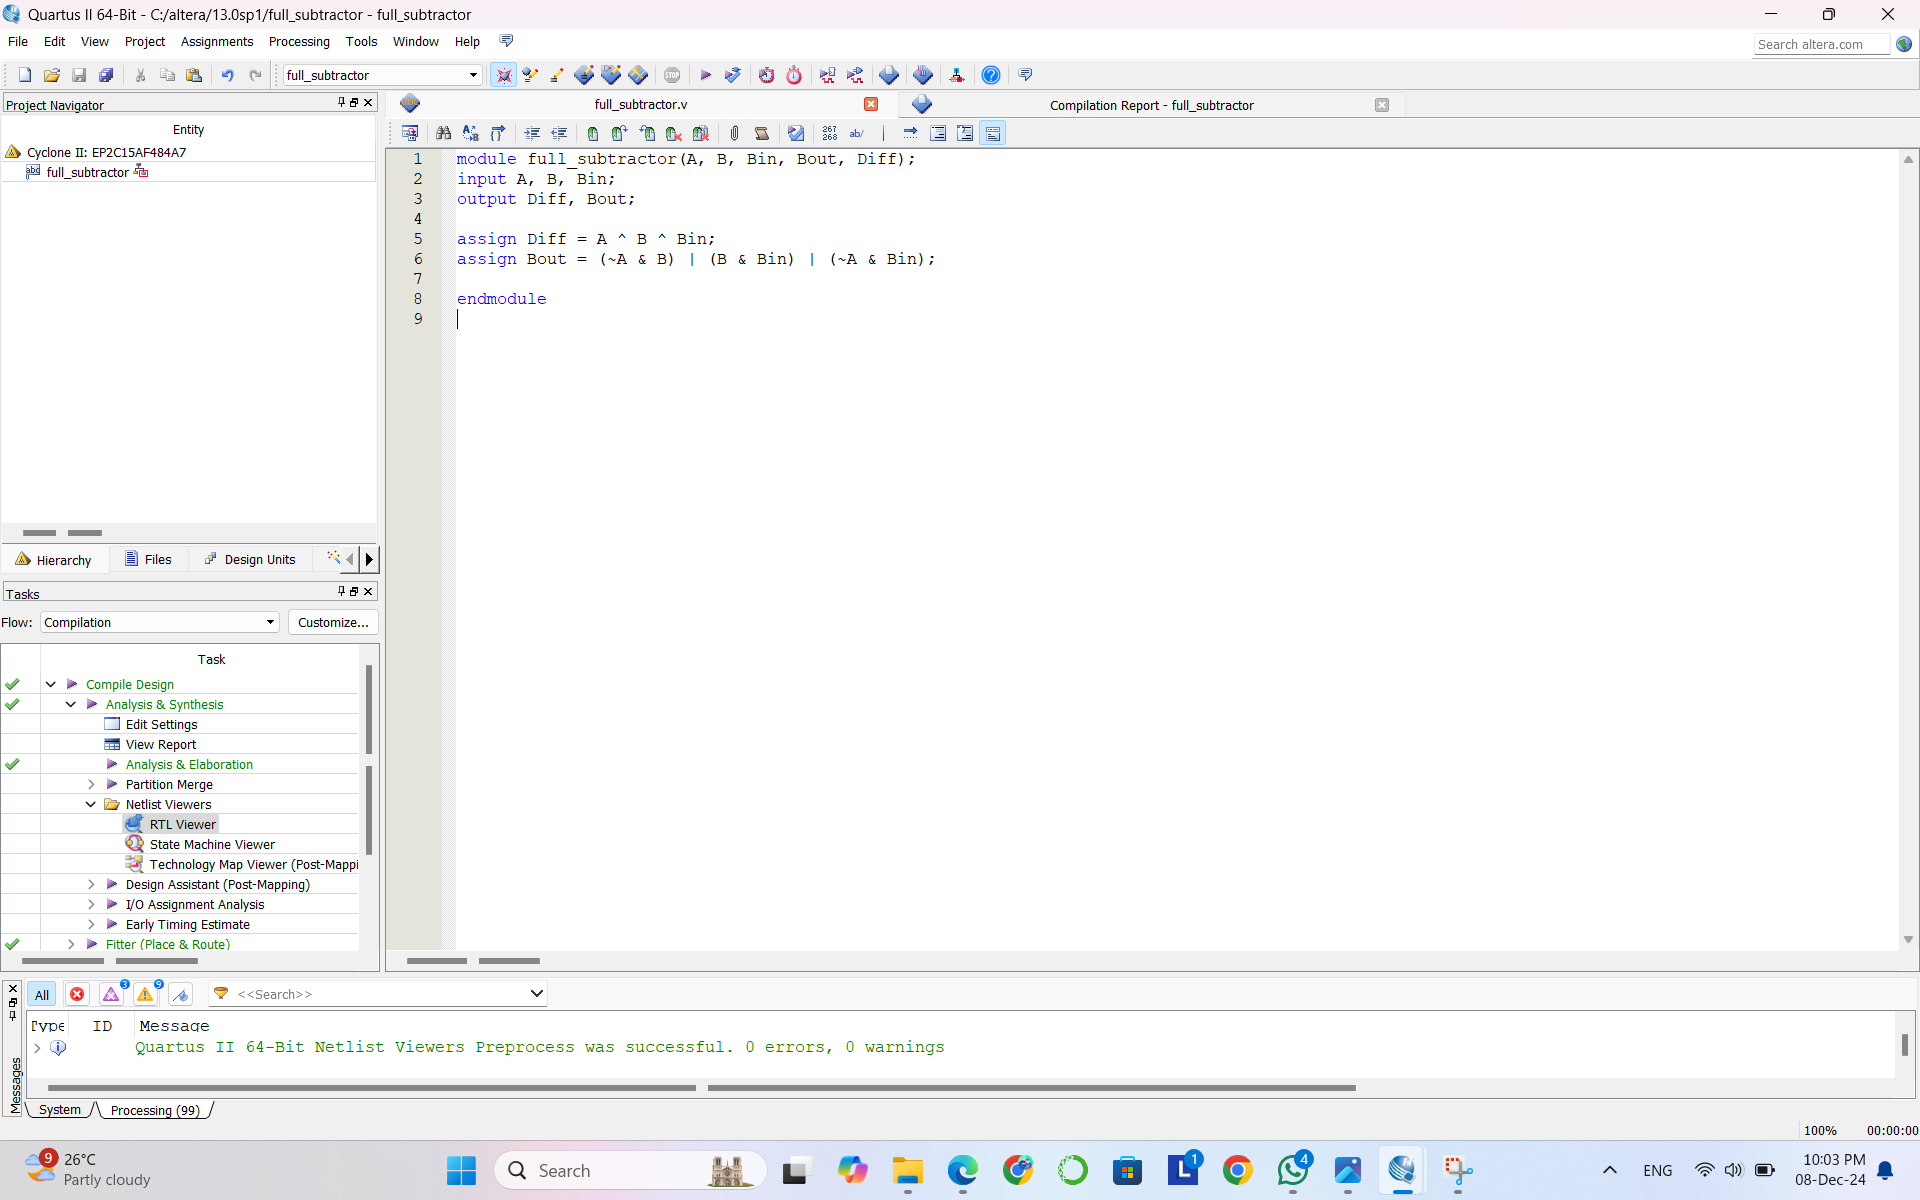 Quartus II 64-Bit - C:/altera/13.0sp1/full_subtractor - full_subtractor
File Edit View Project Assignments Processing Tools Window Help
Search altera.com
full_subtractor
STOP
Project Navigator
full_subtractor.v
Compilation Report - full_subtractor
Entity
Cyclone II: EP2C15AF484A7
full_subtractor
267
268
ab/
1 module full_subtractor(A, B, Bin, Bout, Diff);
2 input A, B, Bin;
3 output Diff, Bout;
4
5 assign Diff = A ^ B ^ Bin;
6 assign Bout = (~A & B) | (B & Bin) | (~A & Bin);
7
8 endmodule
9
Hierarchy Files Design Units
Tasks
Flow: Compilation Customize...
Task
Compile Design
Analysis & Synthesis
Edit Settings
View Report
Analysis & Elaboration
Partition Merge
Netlist Viewers
RTL Viewer
State Machine Viewer
Technology Map Viewer (Post-Mappi
Design Assistant (Post-Mapping)
I/O Assignment Analysis
Early Timing Estimate
Fitter (Place & Route)
Messages
All 3 9 <<Search>>
Type ID Message
Quartus II 64-Bit Netlist Viewers Preprocess was successful. 0 errors, 0 warnings
System Processing (99)
100% 00:00:00
9 26°C
Partly cloudy
Search
L 1
4
ENG
10:03 PM
08-Dec-24